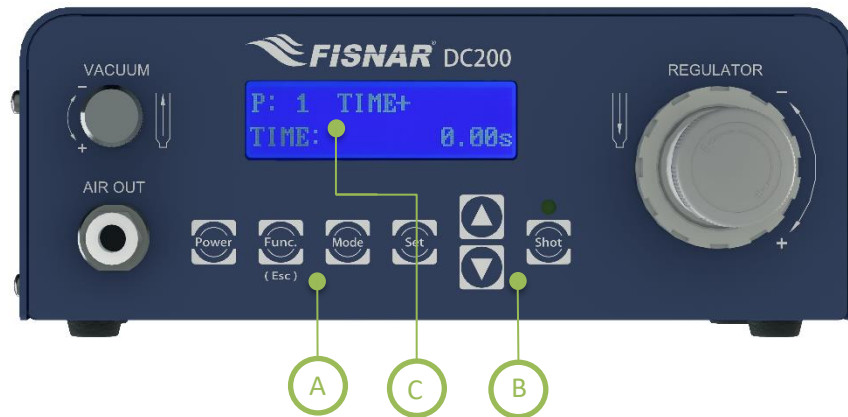 FISNAR® DC200
VACUUM
REGULATOR
P: 1 TIME+
TIME: 0.00s
-
+
-
+
AIR OUT
Power
Func.
Mode
Set
Shot
(Esc)
A
C
B